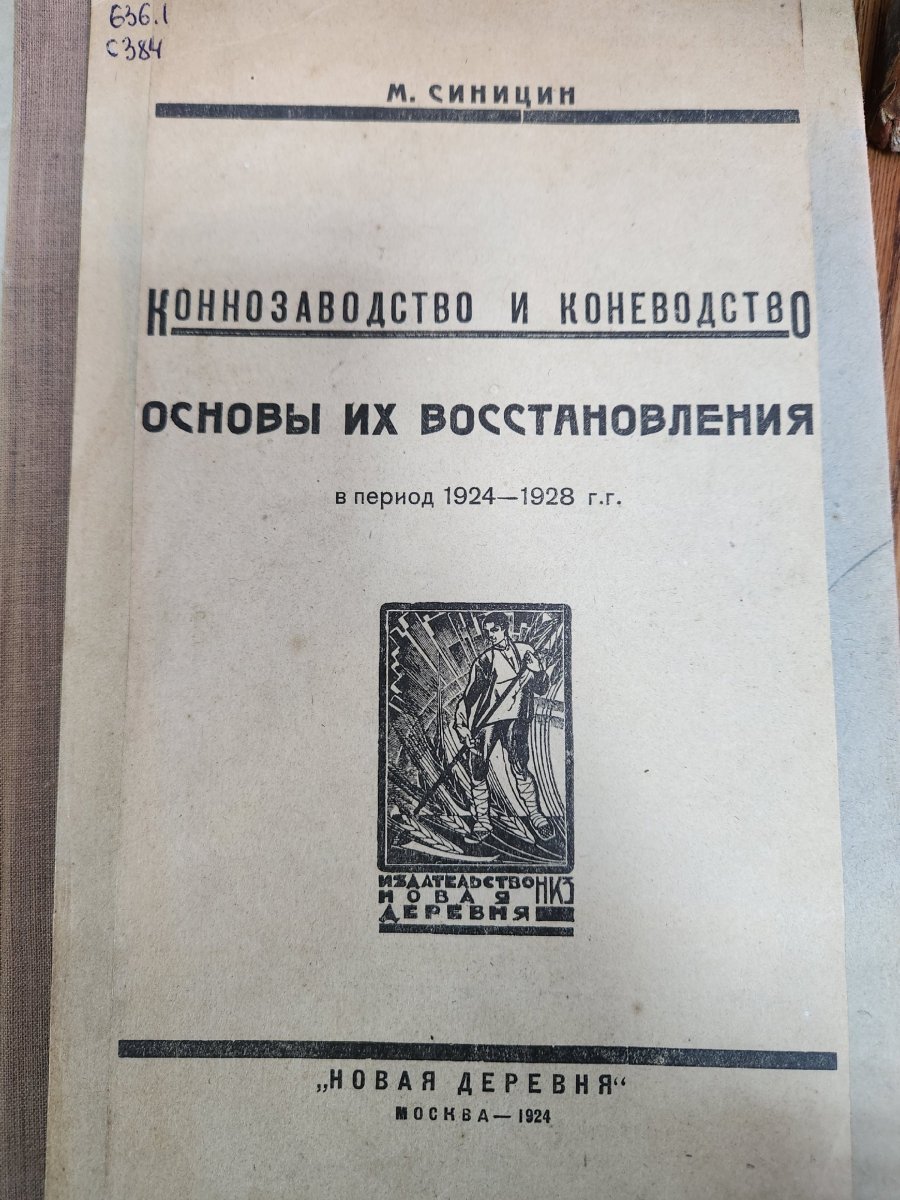 636.1
С384
М. СИНИЦИН
КОННОЗАВОДСТВО И КОНЕВОДСТВО
ОСНОВЫ ИХ ВОССТАНОВЛЕНИЯ
в период 1924—1928 г.г.
ИЗДАТЕЛЬСТВО НКЗ
НОВАЯ
ДЕРЕВНЯ
„НОВАЯ ДЕРЕВНЯ“
МОСКВА — 1924